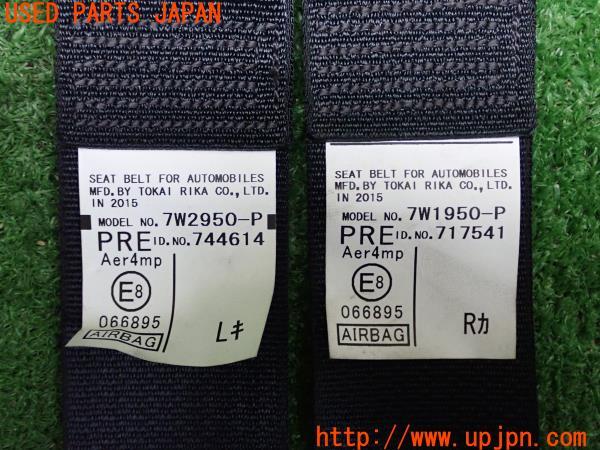 USED PARTS JAPAN
SEAT BELT FOR AUTOMOBILES
MFD.BY TOKAI RIKA CO., LTD.
IN 2015
MODEL NO. 7W2950-P
PRE ID.NO. 744614
Aer4mp
E8
066895
AIRBAG
Lキ
SEAT BELT FOR AUTOMOBILES
MFD.BY TOKAI RIKA CO., LTD.
IN 2015
MODEL NO. 7W1950-P
PRE ID.NO. 717541
Aer4mp
E8
066895
AIRBAG
Rカ
http://www.upjpn.com/